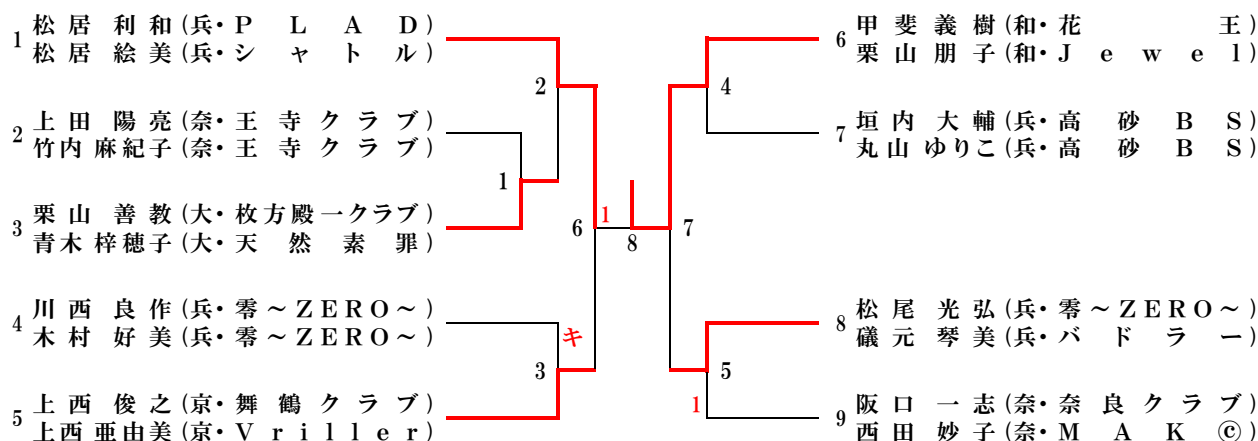 1 松居利和(兵・PLAD)
松居絵美(兵・シャトル)
2 上田陽亮(奈・王寺クラブ)
竹内麻紀子(奈・王寺クラブ)
3 栗山善教(大・枚方殿一クラブ)
青木梓穂子(大・天然素罪)
4 川西良作(兵・零~ZERO~)
木村好美(兵・零~ZERO~)
5 上西俊之(京・舞鶴クラブ)
上西亜由美(京・Vriller)
2
1
6
キ
3
1
8
7
4
5
1
6 甲斐義樹(和・花王)
栗山朋子(和・Jewel)
7 垣内大輔(兵・高砂BS)
丸山ゆりこ(兵・高砂BS)
8 松尾光弘(兵・零~ZERO~)
礒元琴美(兵・バドラー)
9 阪口一志(奈・奈良クラブ)
西田妙子(奈・MAK©)